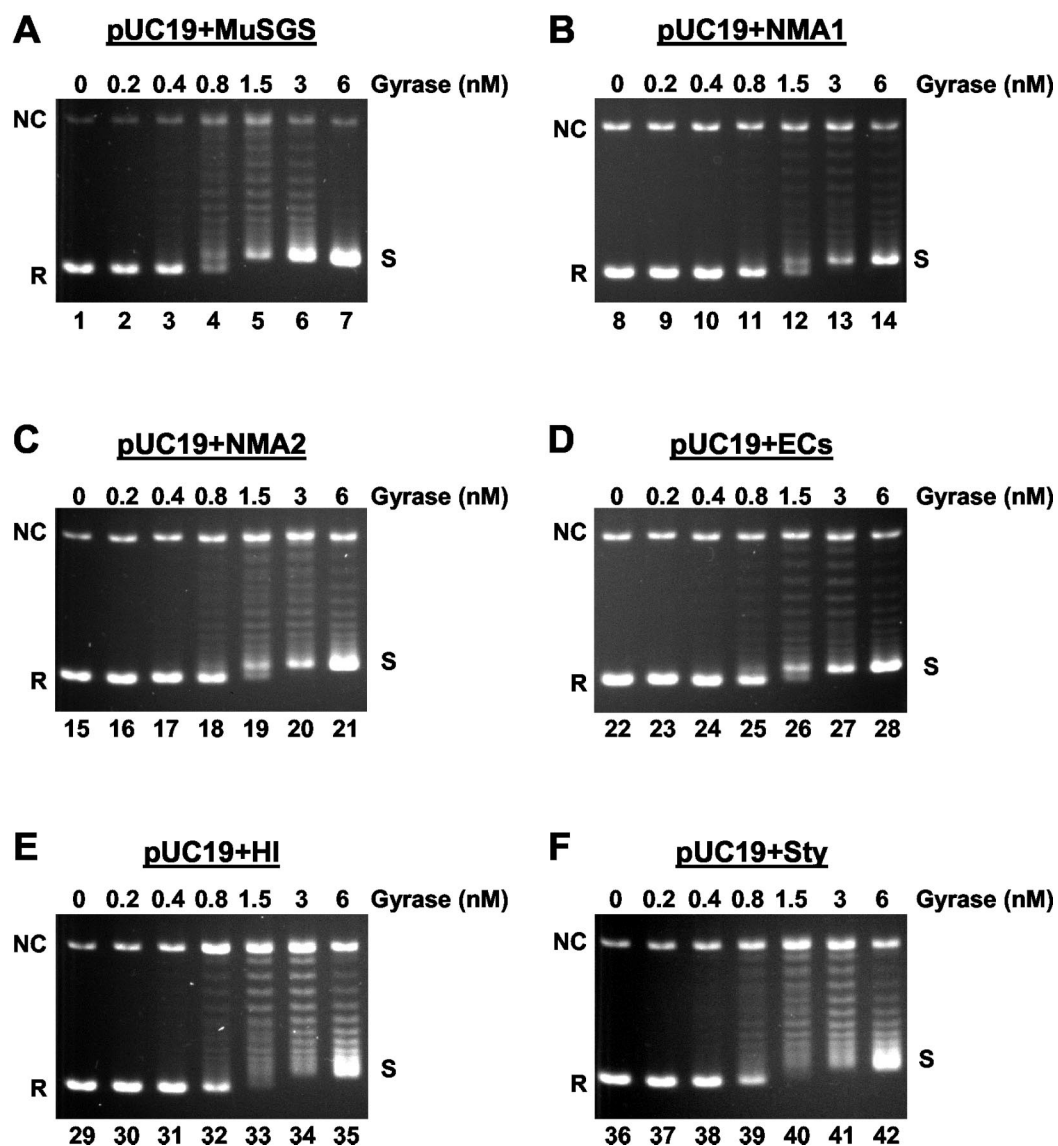 A pUC19+MuSGS
0 0.2 0.4 0.8 1.5 3 6 Gyrase (nM)
NC
R
S
1 2 3 4 5 6 7
B pUC19+NMA1
0 0.2 0.4 0.8 1.5 3 6 Gyrase (nM)
NC
R
S
8 9 10 11 12 13 14
C pUC19+NMA2
0 0.2 0.4 0.8 1.5 3 6 Gyrase (nM)
NC
R
S
15 16 17 18 19 20 21
D pUC19+ECs
0 0.2 0.4 0.8 1.5 3 6 Gyrase (nM)
NC
R
S
22 23 24 25 26 27 28
E pUC19+HI
0 0.2 0.4 0.8 1.5 3 6 Gyrase (nM)
NC
R
S
29 30 31 32 33 34 35
F pUC19+Sty
0 0.2 0.4 0.8 1.5 3 6 Gyrase (nM)
NC
R
S
36 37 38 39 40 41 42